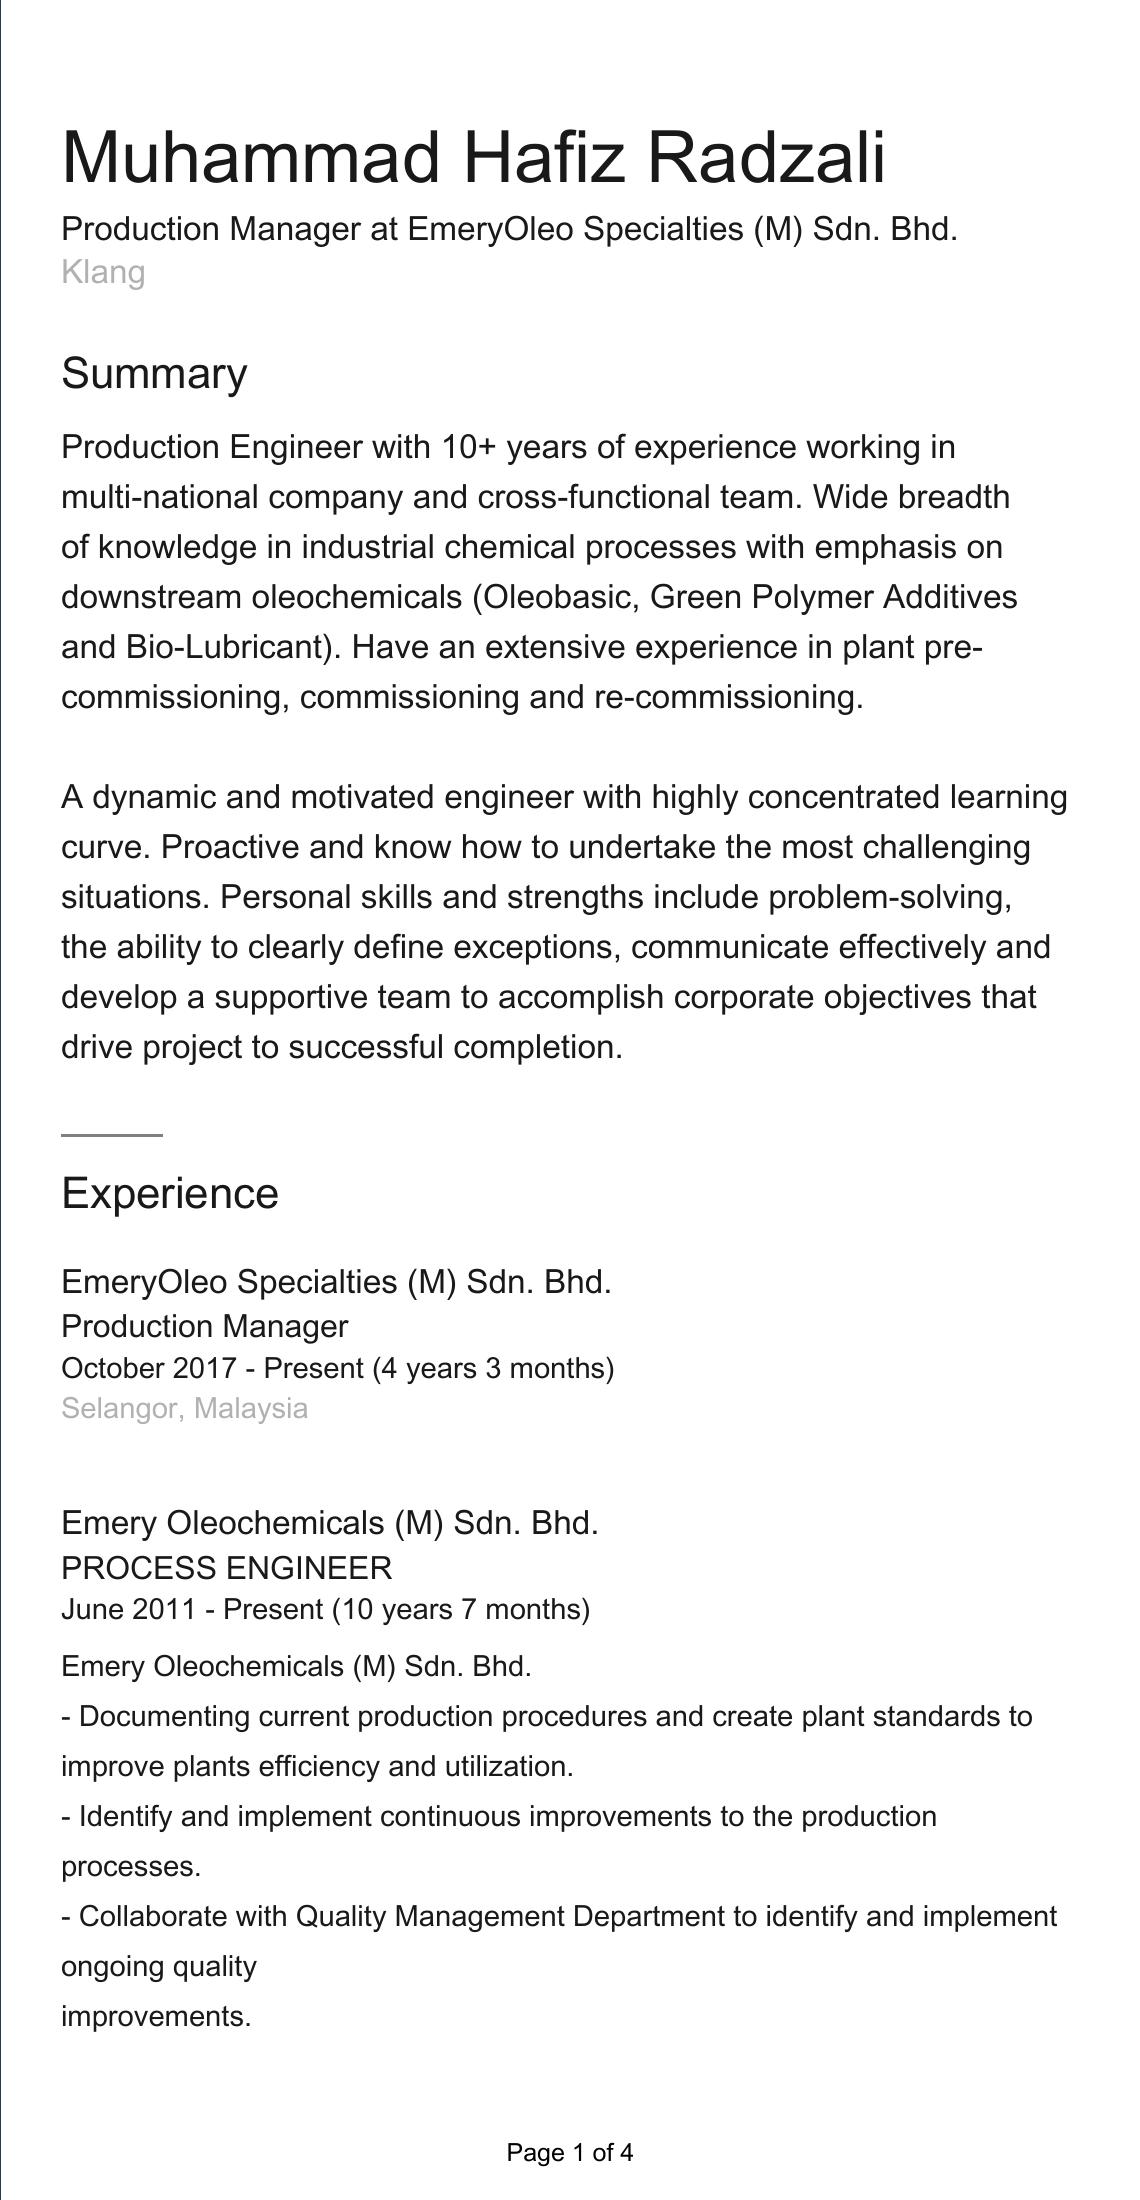 Muhammad Hafiz Radzali
Production Manager at EmeryOleo Specialties (M) Sdn. Bhd.
Klang
Summary
Production Engineer with 10+ years of experience working in
multi-national company and cross-functional team. Wide breadth
of knowledge in industrial chemical processes with emphasis on
downstream oleochemicals (Oleobasic, Green Polymer Additives
and Bio-Lubricant). Have an extensive experience in plant pre-
commissioning, commissioning and re-commissioning.
A dynamic and motivated engineer with highly concentrated learning
curve. Proactive and know how to undertake the most challenging
situations. Personal skills and strengths include problem-solving,
the ability to clearly define exceptions, communicate effectively and
develop a supportive team to accomplish corporate objectives that
drive project to successful completion.
Experience
EmeryOleo Specialties (M) Sdn. Bhd.
Production Manager
October 2017 - Present (4 years 3 months)
Selangor, Malaysia
Emery Oleochemicals (M) Sdn. Bhd.
PROCESS ENGINEER
June 2011 - Present (10 years 7 months)
Emery Oleochemicals (M) Sdn. Bhd.
- Documenting current production procedures and create plant standards to
improve plants efficiency and utilization.
- Identify and implement continuous improvements to the production
processes.
- Collaborate with Quality Management Department to identify and implement
ongoing quality
improvements.
Page 1 of 4